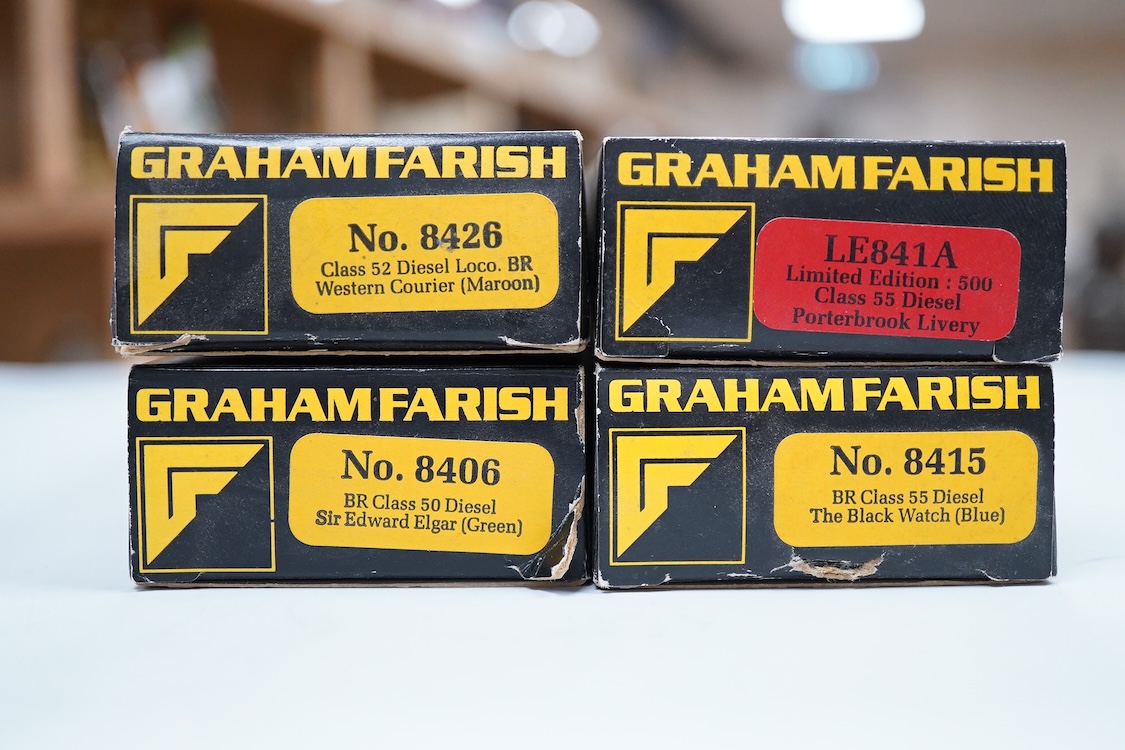 GRAHAM FARISH
No. 8426
Class 52 Diesel Loco. BR
Western Courier (Maroon)
GRAHAM FARISH
LE841A
Limited Edition : 500
Class 55 Diesel
Porterbrook Livery
GRAHAM FARISH
No. 8406
BR Class 50 Diesel
Sir Edward Elgar (Green)
GRAHAM FARISH
No. 8415
BR Class 55 Diesel
The Black Watch (Blue)